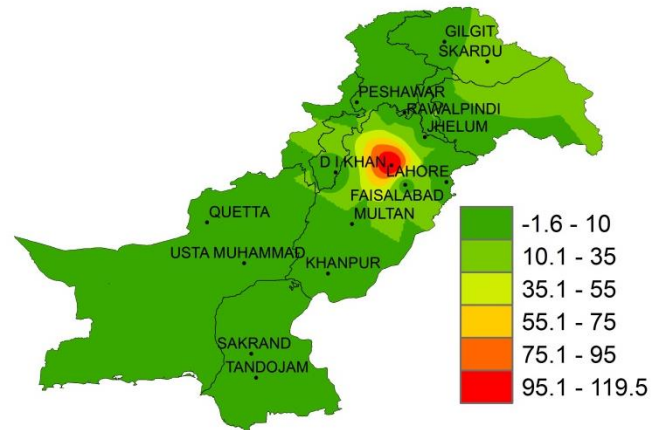 GILGIT
SKARDU
PESHAWAR
RAWALPINDI
JHELUM
D I KHAN
LAHORE
FAISALABAD
MULTAN
QUETTA
USTA MUHAMMAD
KHANPUR
SAKRAND
TANDOJAM
-1.6 - 10
10.1 - 35
35.1 - 55
55.1 - 75
75.1 - 95
95.1 - 119.5